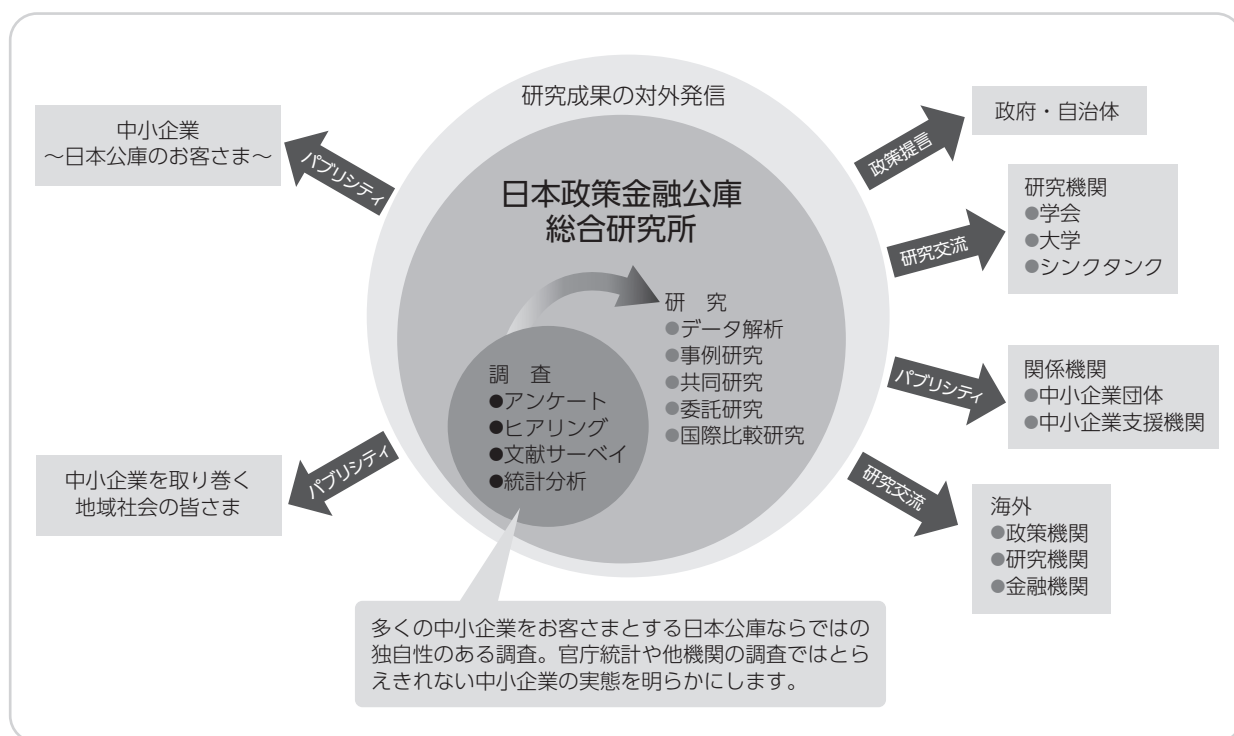 研究成果の対外発信
日本政策金融公庫
総合研究所
調　査
●アンケート
●ヒアリング
●文献サーベイ
●統計分析
研　究
●データ解析
●事例研究
●共同研究
●委託研究
●国際比較研究
多くの中小企業をお客さまとする日本公庫ならではの
独自性のある調査。官庁統計や他機関の調査ではとら
えきれない中小企業の実態を明らかにします。
パブリシティ
中小企業
～日本公庫のお客さま～
パブリシティ
中小企業を取り巻く
地域社会の皆さま
政策提言
政府・自治体
研究交流
研究機関
●学会
●大学
●シンクタンク
パブリシティ
関係機関
●中小企業団体
●中小企業支援機関
研究交流
海外
●政策機関
●研究機関
●金融機関